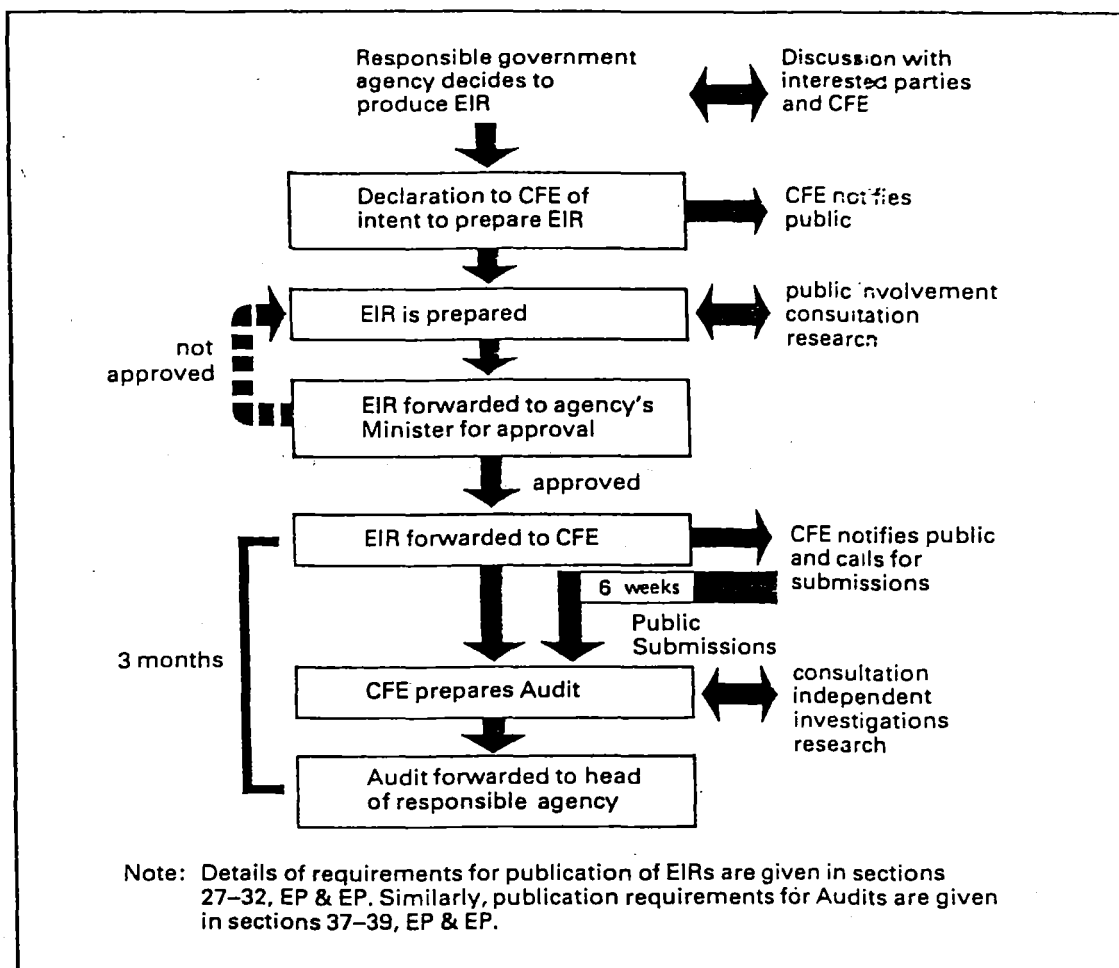 Responsible government
agency decides to
produce EIR
Discussion with
interested parties
and CFE
Declaration to CFE of
intent to prepare EIR
CFE notifies
public
EIR is prepared
public involvement
consultation
research
not
approved
EIR forwarded to agency's
Minister for approval
approved
EIR forwarded to CFE
CFE notifies public
and calls for
submissions
6 weeks
Public
Submissions
3 months
CFE prepares Audit
consultation
independent
investigations
research
Audit forwarded to head
of responsible agency
Note: Details of requirements for publication of EIRs are given in sections
27–32, EP & EP. Similarly, publication requirements for Audits are given
in sections 37–39, EP & EP.